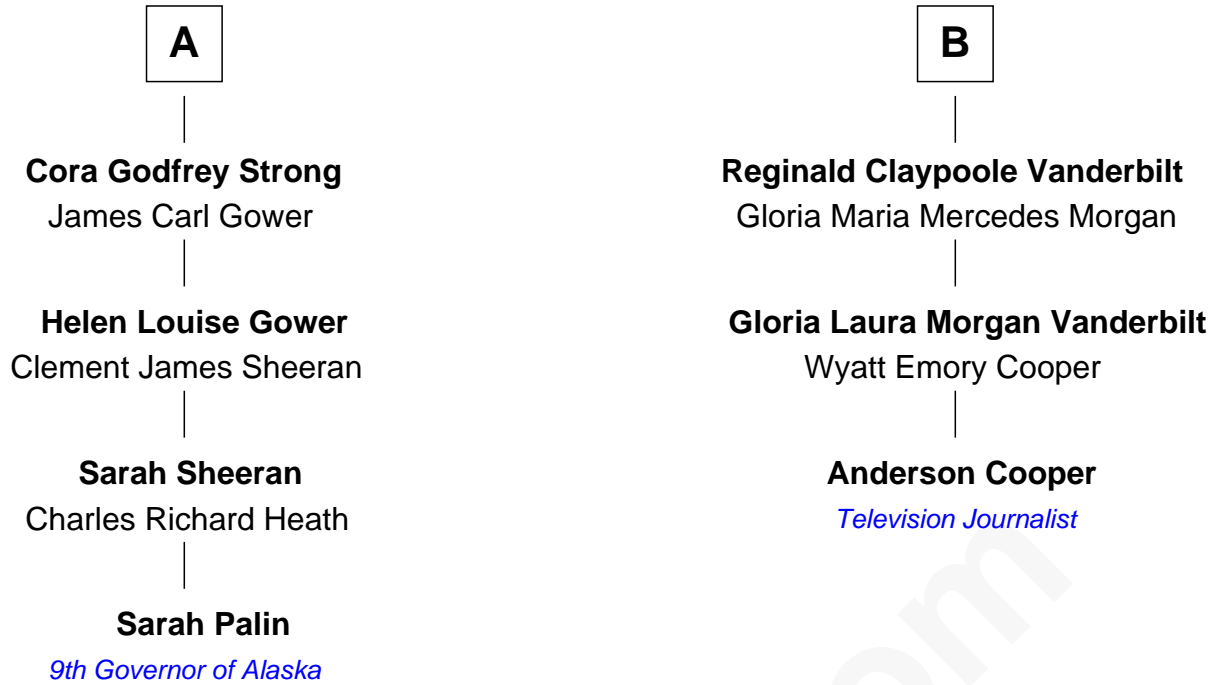 A
Cora Godfrey Strong
James Carl Gower
Helen Louise Gower
Clement James Sheeran
Sarah Sheeran
Charles Richard Heath
Sarah Palin
9th Governor of Alaska
B
Reginald Claypoole Vanderbilt
Gloria Maria Mercedes Morgan
Gloria Laura Morgan Vanderbilt
Wyatt Emory Cooper
Anderson Cooper
Television Journalist